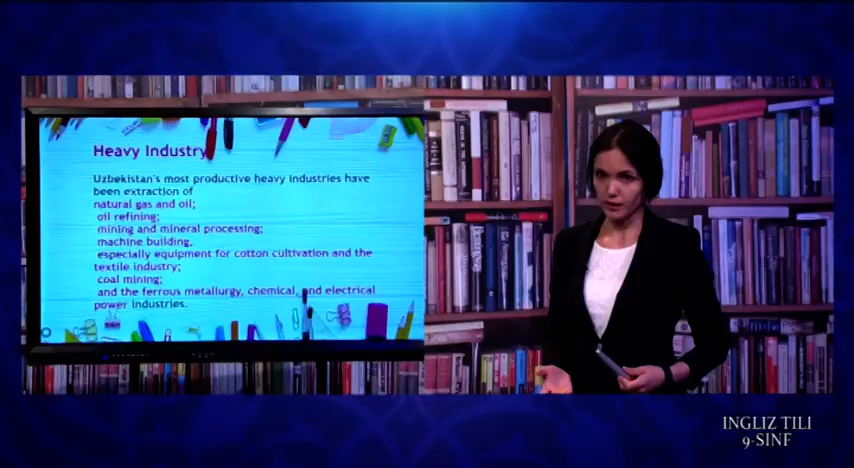 Heavy Industry
Uzbekistan's most productive heavy industries have
been extraction of
natural gas and oil;
oil refining;
mining and mineral processing;
machine building,
especially equipment for cotton cultivation and the
textile industry;
coal mining;
and the ferrous metallurgy, chemical, and electrical
power industries.
INGLIZ TILI
9-SINF